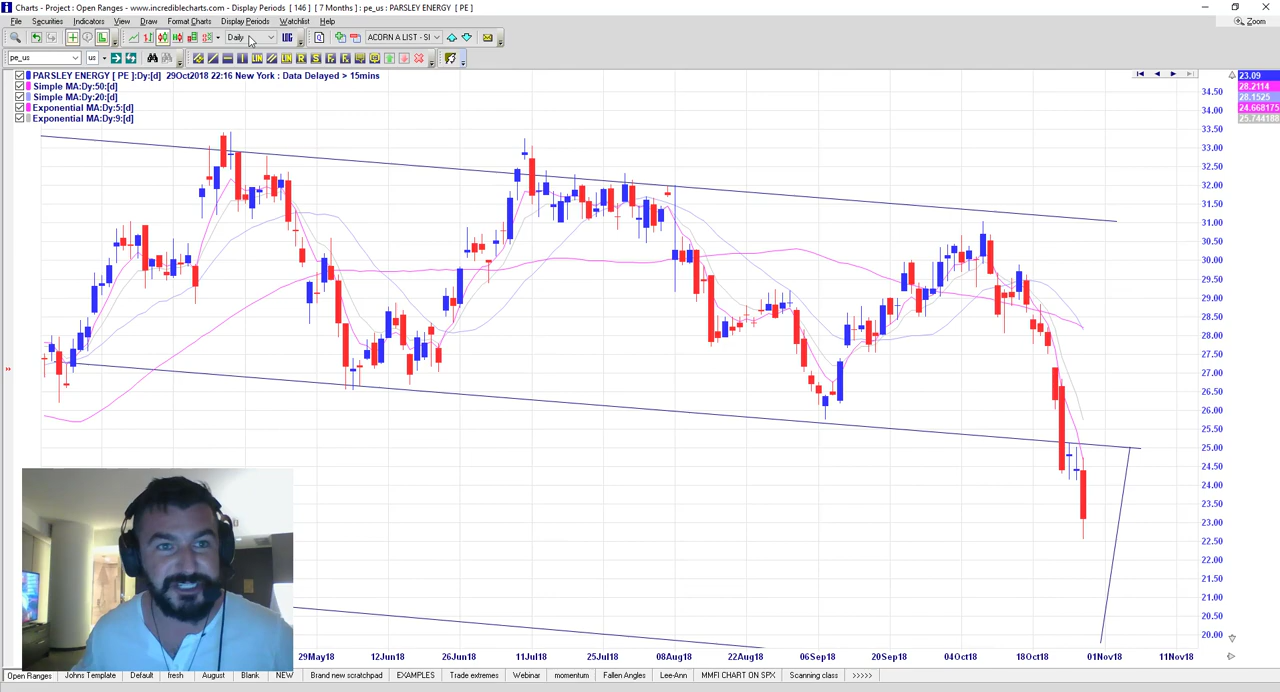 Charts - Project : Open Ranges - www.incrediblecharts.com - Display Periods [ 146 ] [ 7 Months ] : pe_us : PARSLEY ENERGY [ PE ]
File Securities Indicators Draw Format Charts Display Periods Watchlist Help
Zoom
Daily ACORN A LIST - SI
pe_us us
PARSLEY ENERGY [ PE ]:Dy:[d] 29Oct2018 22:16 New York : Data Delayed > 15mins
Simple MA:Dy:50:[d]
Simple MA:Dy:20:[d]
Exponential MA:Dy:5:[d]
Exponential MA:Dy:9:[d]
23.09
28.2114
28.1525
24.668175
25.744188
34.50
34.00
33.50
33.00
32.50
32.00
31.50
31.00
30.50
30.00
29.50
29.00
28.50
28.00
27.50
27.00
26.50
26.00
25.50
25.00
24.50
24.00
23.50
23.00
22.50
22.00
21.50
21.00
20.50
20.00
29May18 12Jun18 26Jun18 11Jul18 25Jul18 08Aug18 22Aug18 06Sep18 20Sep18 04Oct18 18Oct18 01Nov18 11Nov18
Open Ranges Johns Template Default fresh August Blank NEW Brand new scratchpad EXAMPLES Trade extremes Webinar momentum Fallen Angles Lee-Ann MMFI CHART ON SPX Scanning class >>>>>